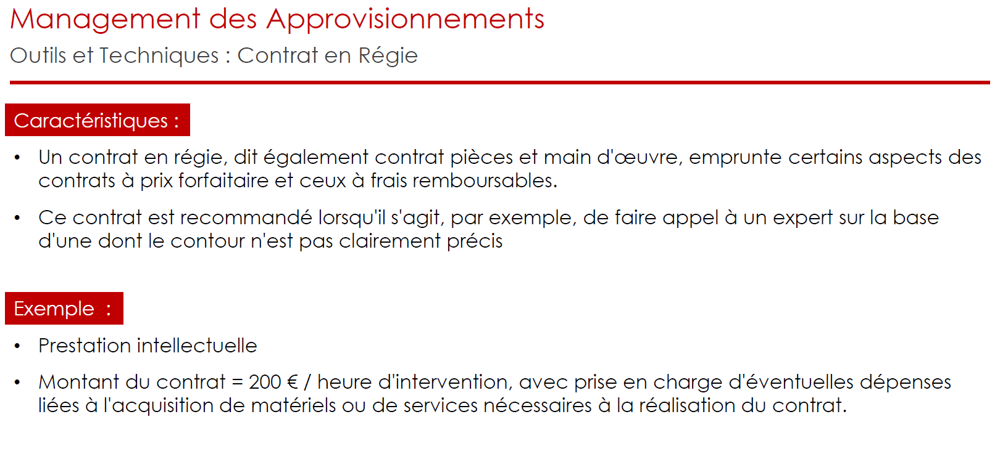 Management des Approvisionnements
Outils et Techniques : Contrat en Régie
Caractéristiques :
• Un contrat en régie, dit également contrat pièces et main d'œuvre, emprunte certains aspects des
contrats à prix forfaitaire et ceux à frais remboursables.
• Ce contrat est recommandé lorsqu'il s'agit, par exemple, de faire appel à un expert sur la base
d'une dont le contour n'est pas clairement précis
Exemple :
• Prestation intellectuelle
• Montant du contrat = 200 € / heure d'intervention, avec prise en charge d'éventuelles dépenses
liées à l'acquisition de matériels ou de services nécessaires à la réalisation du contrat.